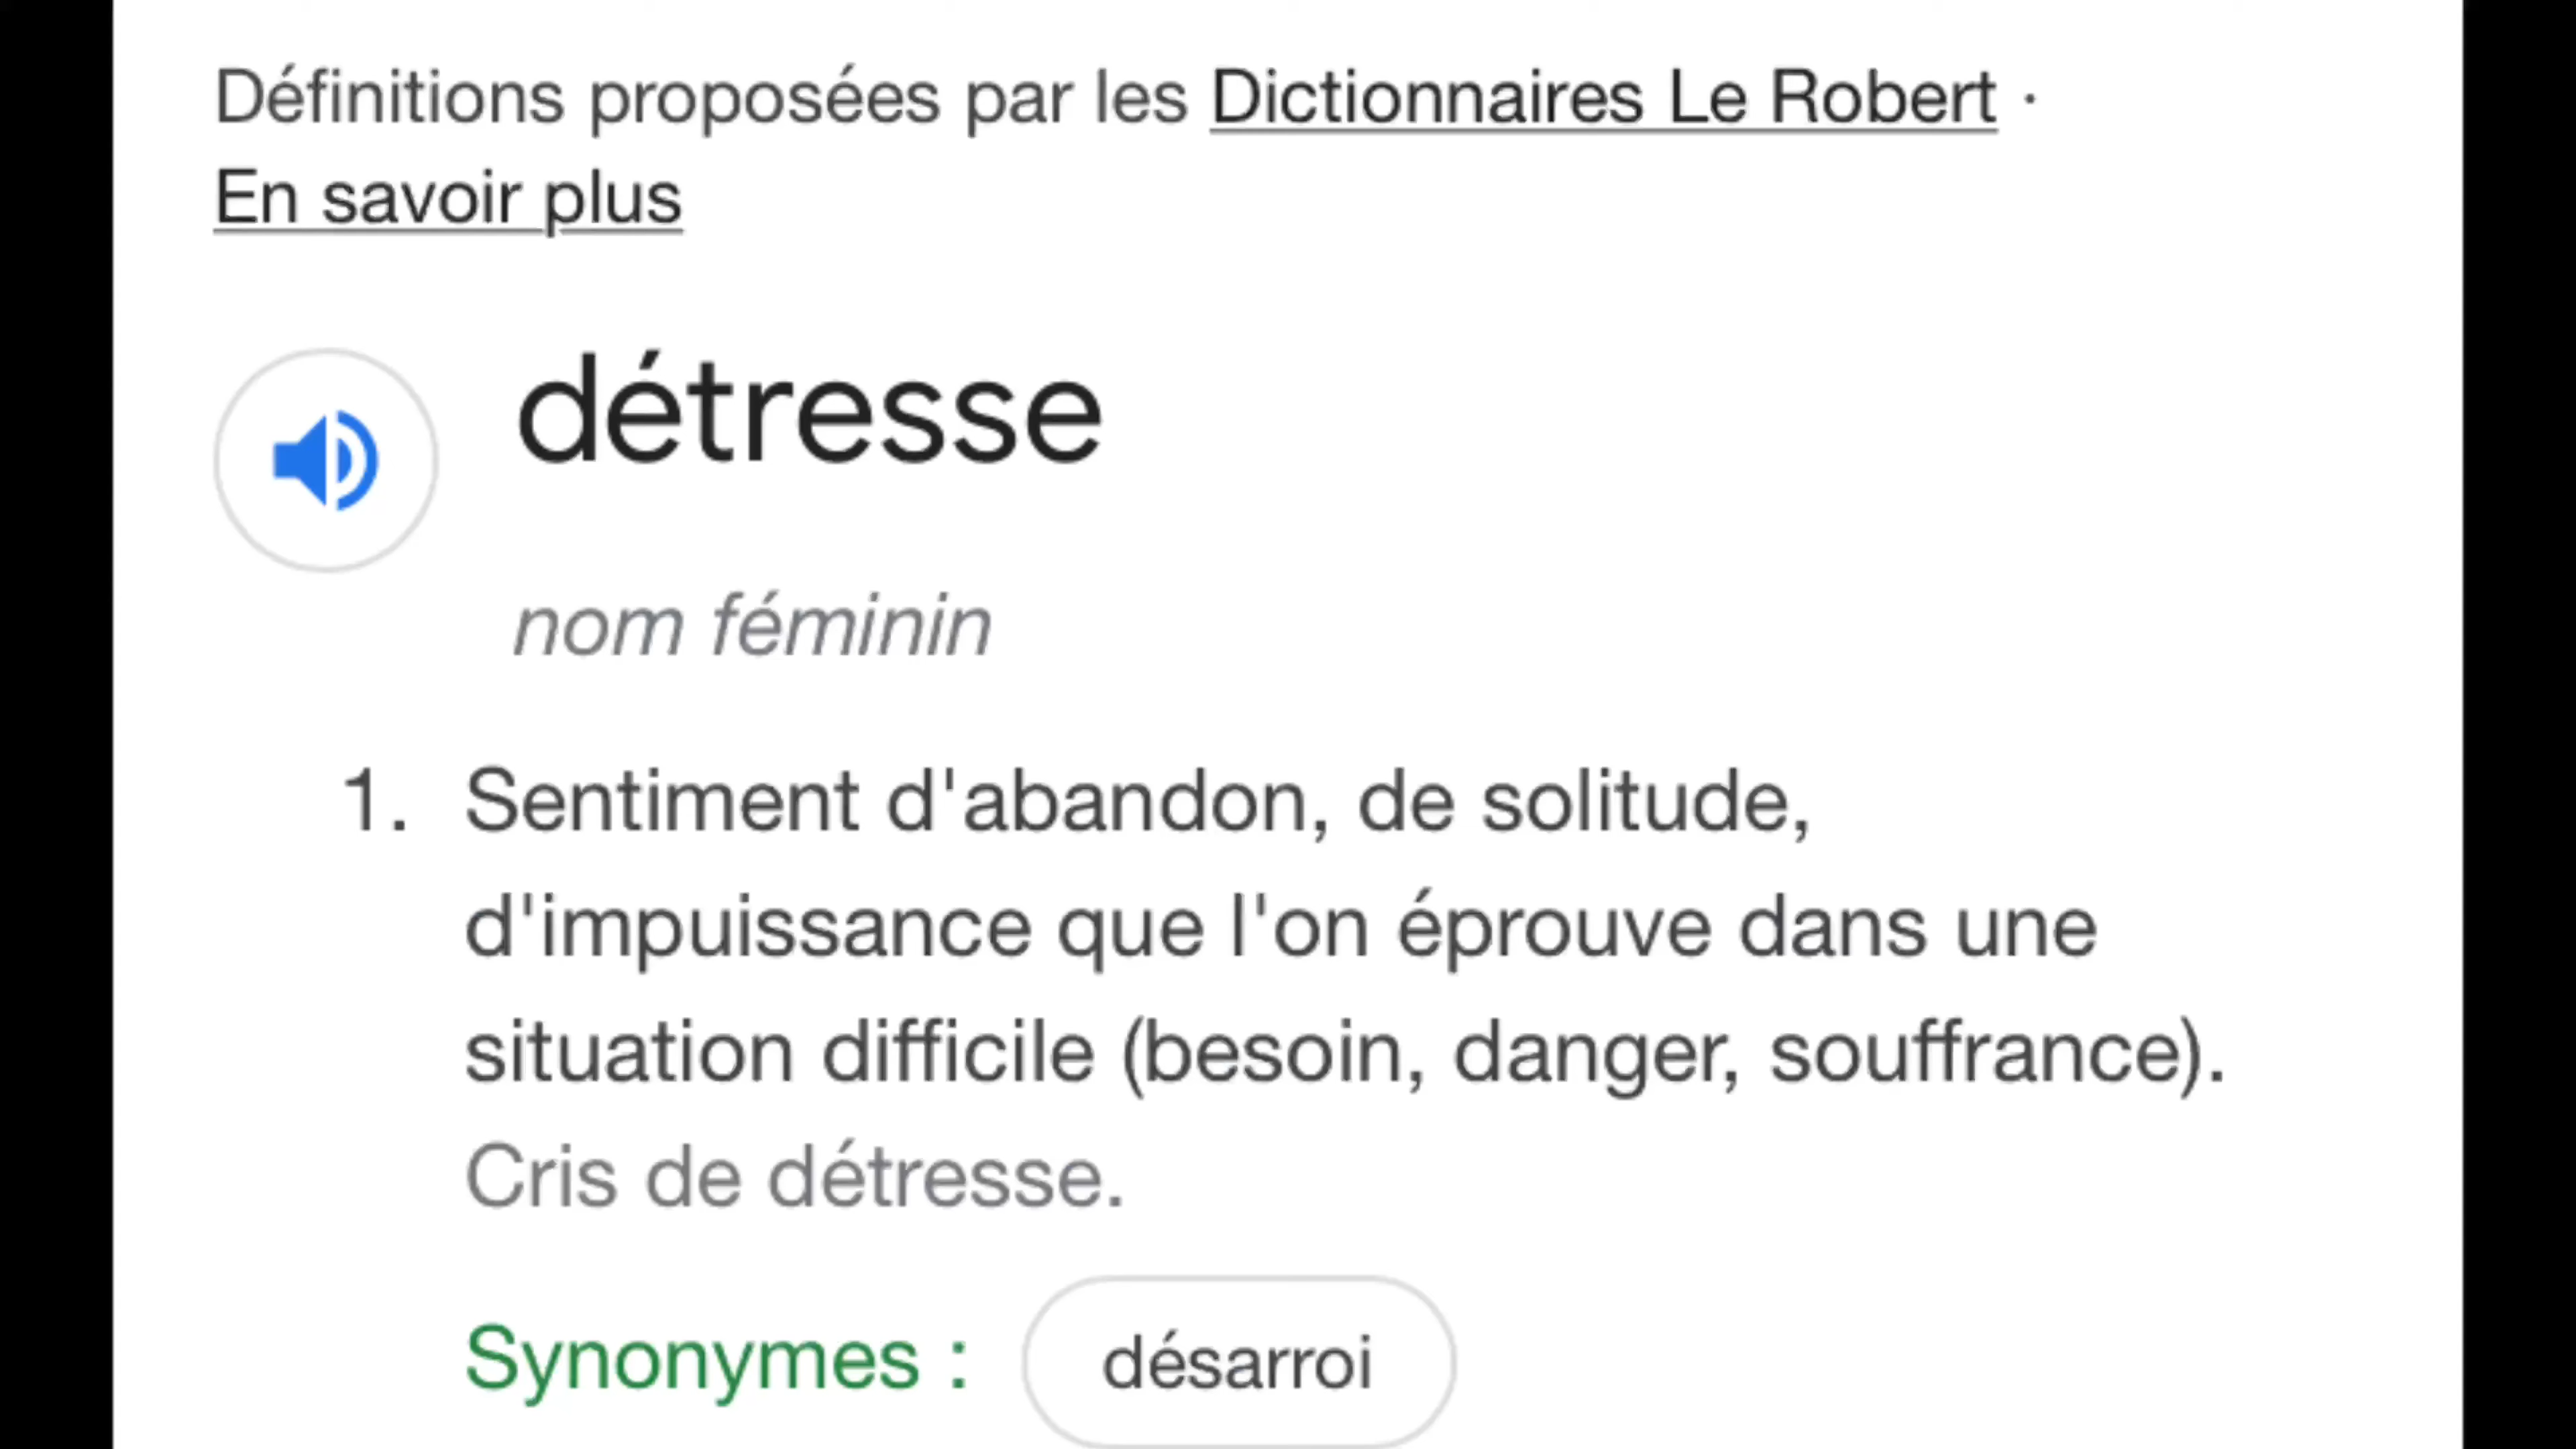 Définitions proposées par les Dictionnaires Le Robert ·
En savoir plus
détresse
nom féminin
1. Sentiment d'abandon, de solitude,
d'impuissance que l'on éprouve dans une
situation difficile (besoin, danger, souffrance).
Cris de détresse.
Synonymes : désarroi